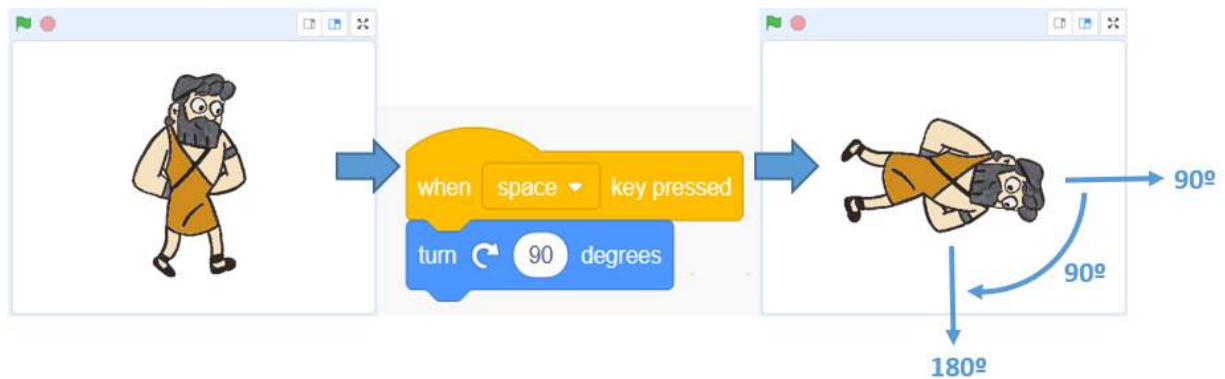 when space key pressed
turn 90 degrees
90º
90º
180º